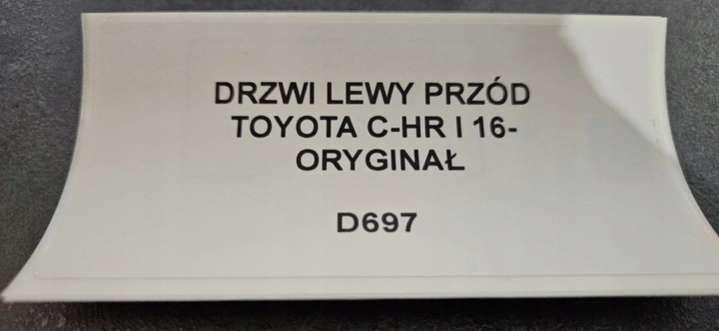 DRZWI LEWY PRZÓD
TOYOTA C-HR I 16-
ORYGINAŁ
D697